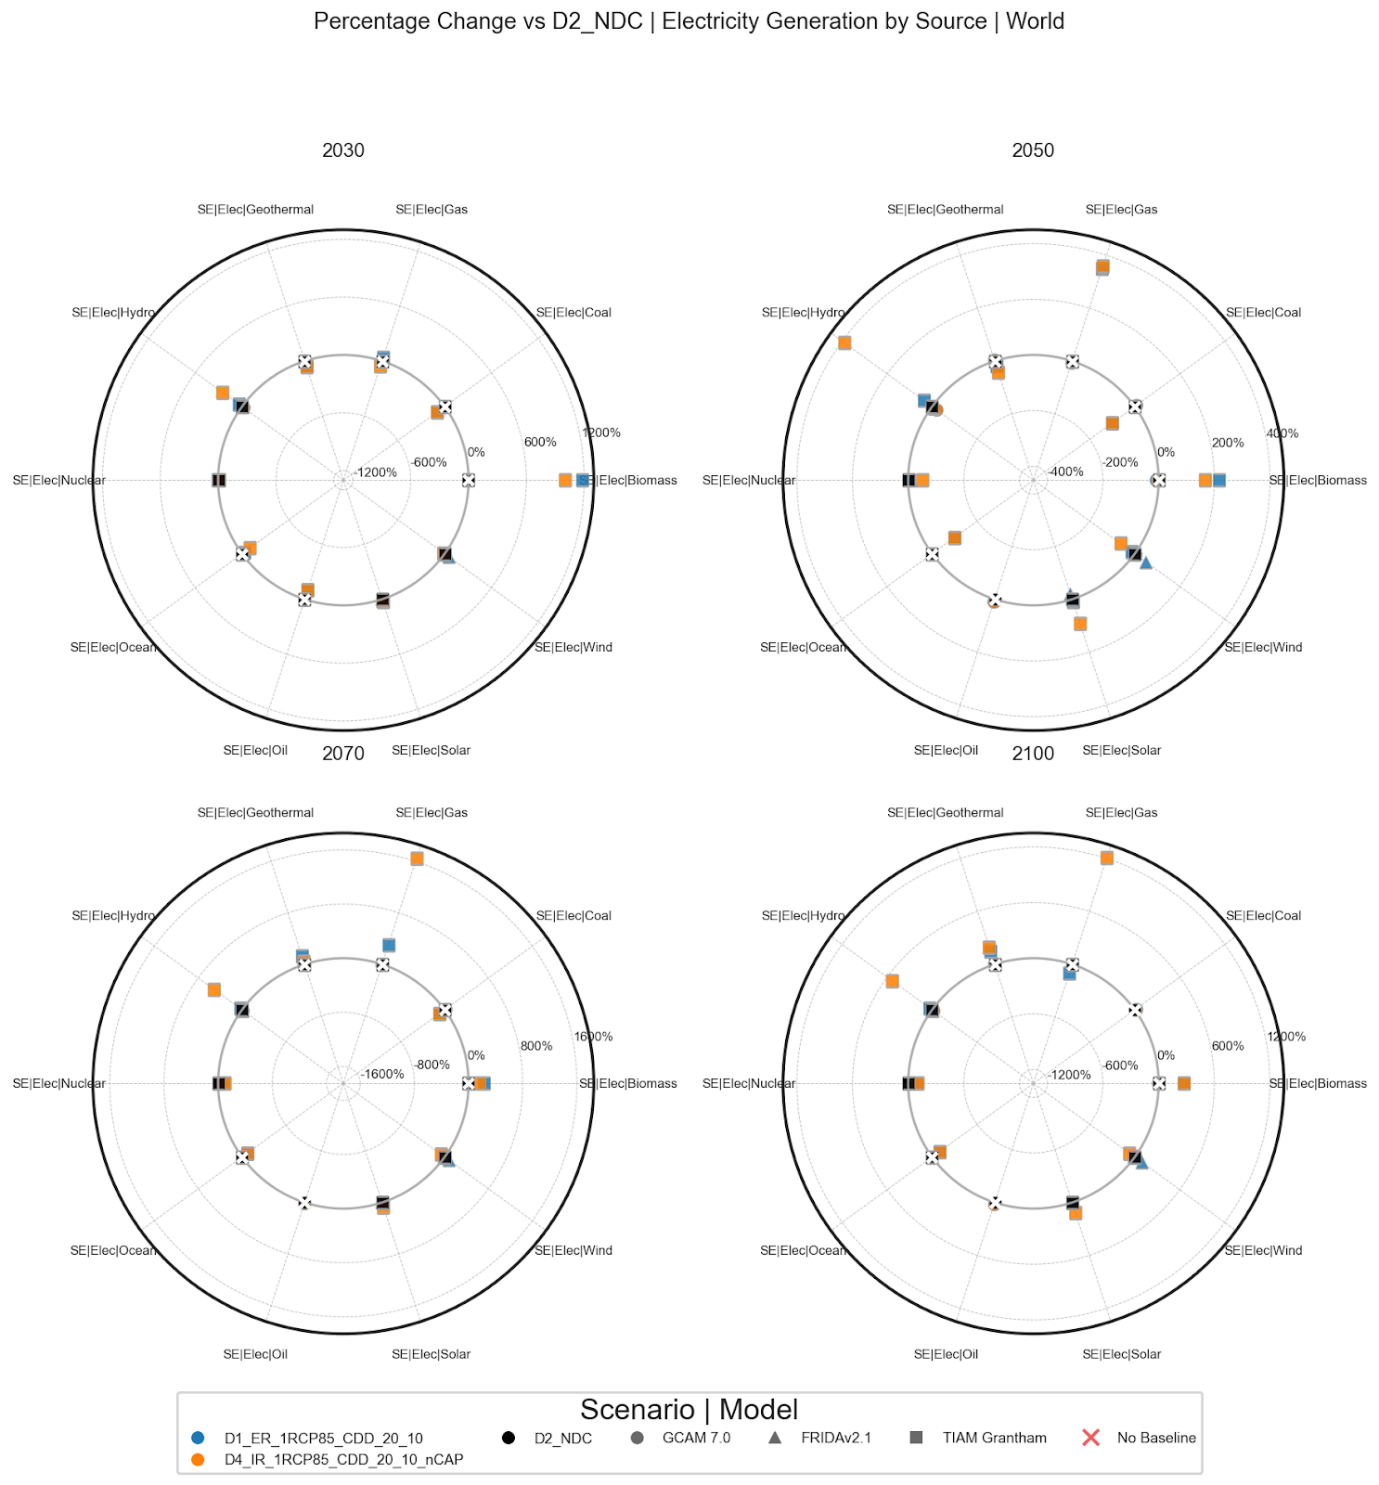 Percentage Change vs D2_NDC | Electricity Generation by Source | World
2030
SE|Elec|Geothermal
SE|Elec|Gas
SE|Elec|Hydro
SE|Elec|Coal
1200%
600%
0%
-600%
-1200%
SE|Elec|Nuclear
SE|Elec|Biomass
SE|Elec|Ocean
SE|Elec|Wind
SE|Elec|Oil
SE|Elec|Solar
2050
SE|Elec|Geothermal
SE|Elec|Gas
SE|Elec|Hydro
SE|Elec|Coal
400%
200%
0%
-200%
-400%
SE|Elec|Nuclear
SE|Elec|Biomass
SE|Elec|Ocean
SE|Elec|Wind
SE|Elec|Oil
SE|Elec|Solar
2070
SE|Elec|Geothermal
SE|Elec|Gas
SE|Elec|Hydro
SE|Elec|Coal
1600%
800%
0%
-800%
-1600%
SE|Elec|Nuclear
SE|Elec|Biomass
SE|Elec|Ocean
SE|Elec|Wind
SE|Elec|Oil
SE|Elec|Solar
2100
SE|Elec|Geothermal
SE|Elec|Gas
SE|Elec|Hydro
SE|Elec|Coal
1200%
600%
0%
-600%
-1200%
SE|Elec|Nuclear
SE|Elec|Biomass
SE|Elec|Ocean
SE|Elec|Wind
SE|Elec|Oil
SE|Elec|Solar
Scenario | Model
D1_ER_1RCP85_CDD_20_10
D4_IR_1RCP85_CDD_20_10_nCAP
D2_NDC
GCAM 7.0
FRIDAv2.1
TIAM Grantham
No Baseline